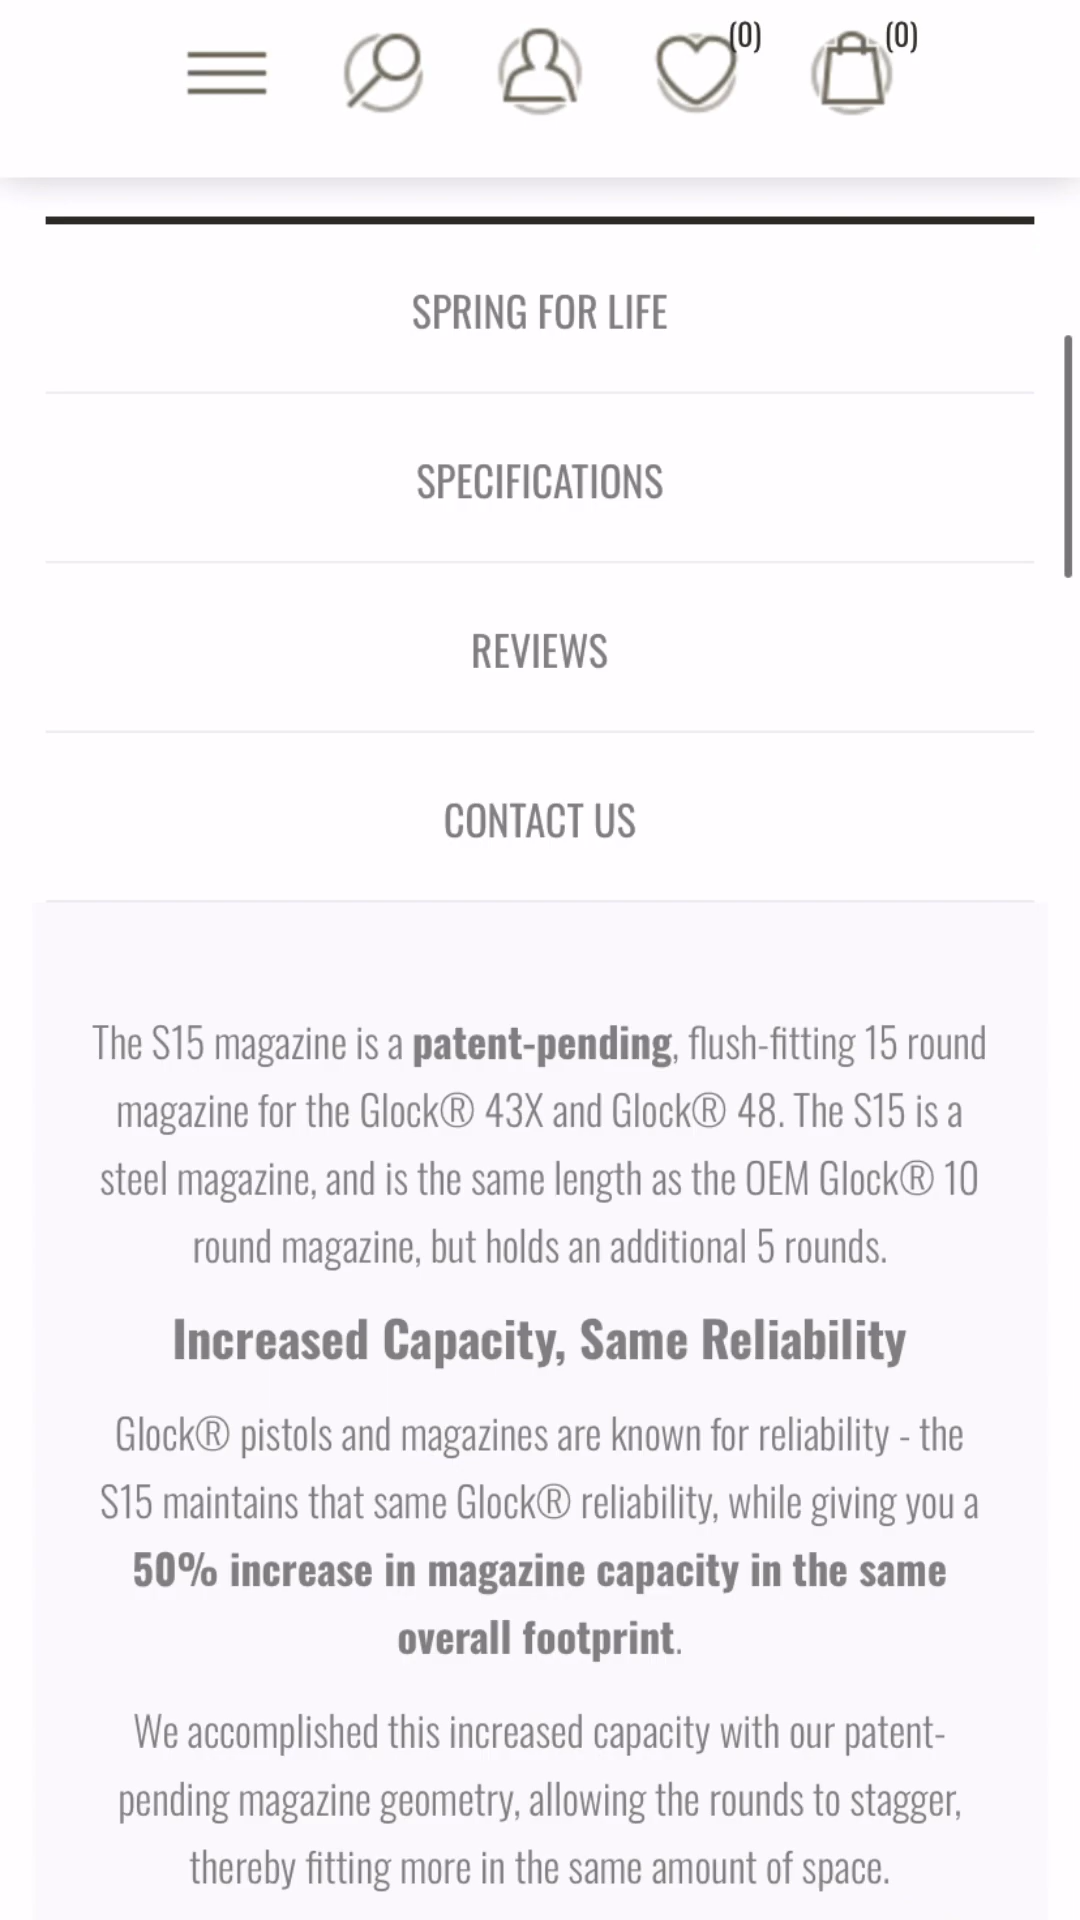 (0)
(0)
SPRING FOR LIFE
SPECIFICATIONS
REVIEWS
CONTACT US
The S15 magazine is a patent-pending, flush-fitting 15 round
magazine for the Glock® 43X and Glock® 48. The S15 is a
steel magazine, and is the same length as the OEM Glock® 10
round magazine, but holds an additional 5 rounds.
Increased Capacity, Same Reliability
Glock® pistols and magazines are known for reliability - the
S15 maintains that same Glock® reliability, while giving you a
50% increase in magazine capacity in the same
overall footprint.
We accomplished this increased capacity with our patent-
pending magazine geometry, allowing the rounds to stagger,
thereby fitting more in the same amount of space.